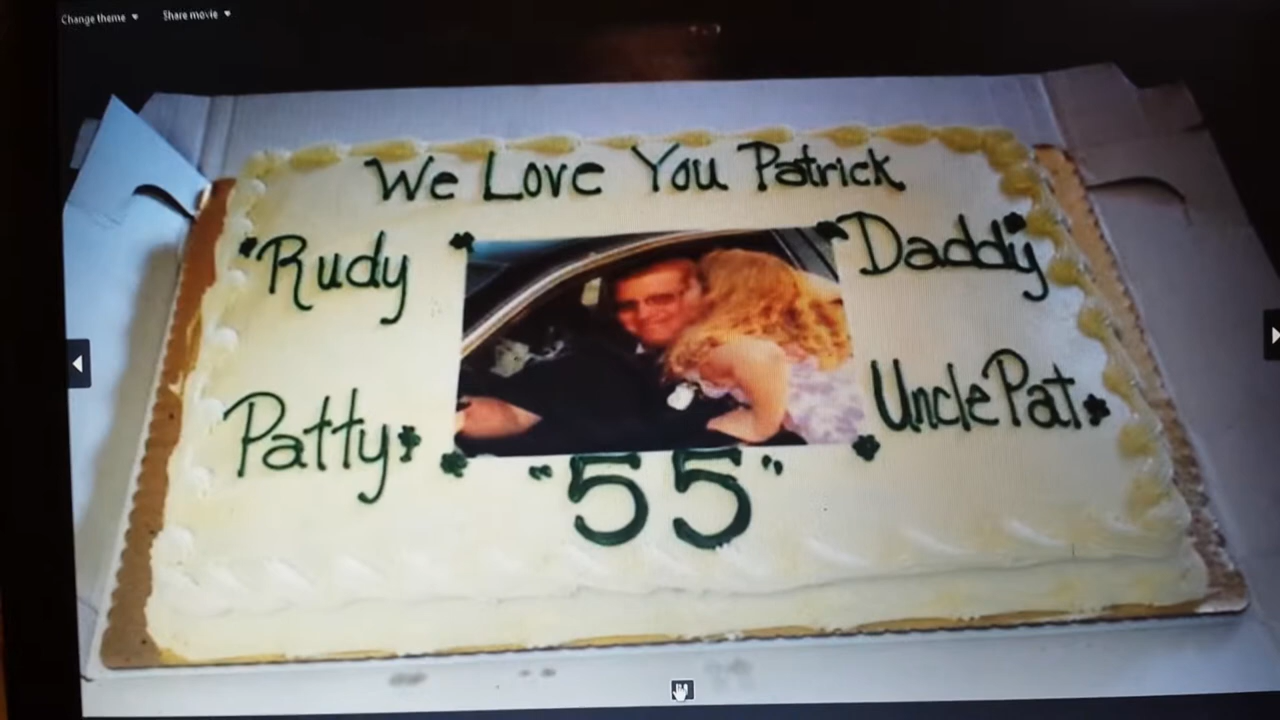 Change theme
Share movie
We Love You Patrick
"Rudy
Daddy"
Patty
Uncle Pat
"55"